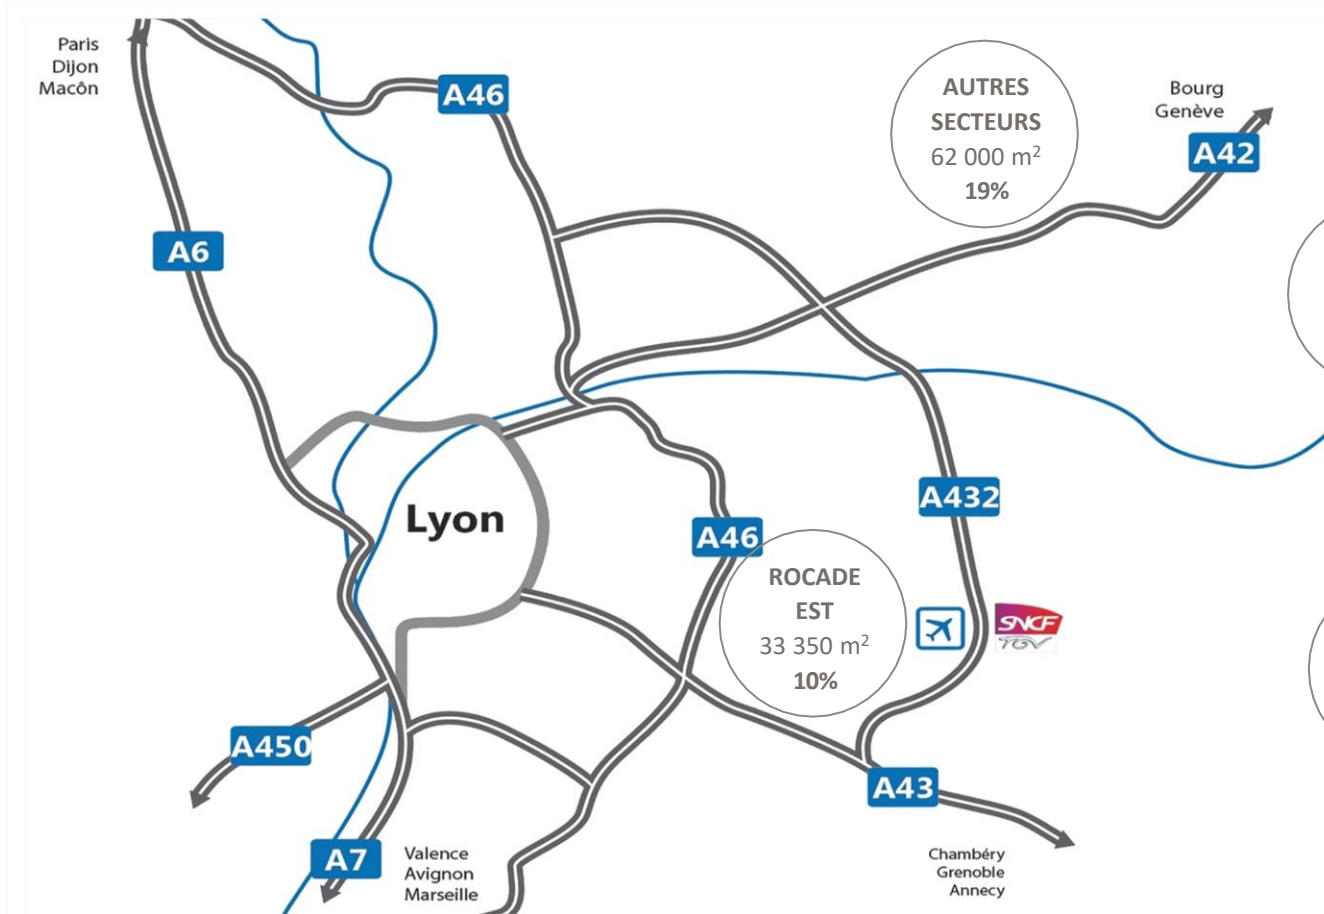 Paris
Dijon
Macôn
A46
AUTRES
SECTEURS
62 000 m²
19%
Bourg
Genève
A42
A6
Lyon
A432
A46
ROCADE
EST
33 350 m²
10%
SNCF
TGV
A450
A43
A7
Valence
Avignon
Marseille
Chambéry
Grenoble
Annecy